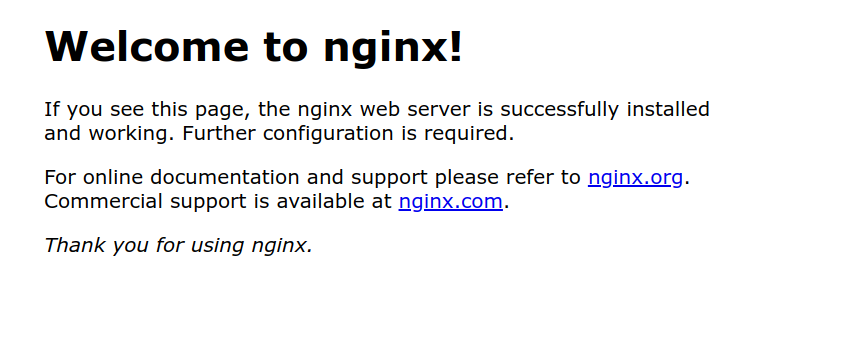 Welcome to nginx!
If you see this page, the nginx web server is successfully installed
and working. Further configuration is required.
For online documentation and support please refer to nginx.org.
Commercial support is available at nginx.com.
Thank you for using nginx.